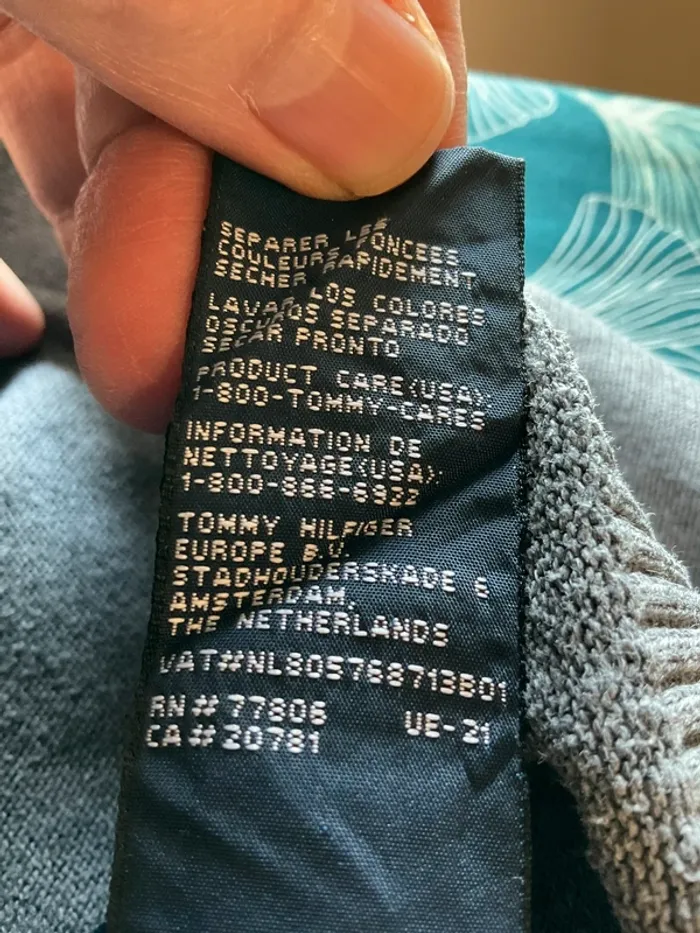 SEPARER LES
COULEURS FONCEES
SECHER RAPIDEMENT
LAVAR LOS COLORES
OSCUROS SEPARADO
SECAR PRONTO
PRODUCT CARE(USA):
1-800-TOMMY-CARES
INFORMATION DE
NETTOYAGE(USA):
1-800-866-6922
TOMMY HILFIGER
EUROPE B.V.
STADHOUDERSKADE 6
AMSTERDAM,
THE NETHERLANDS
VAT#NL805768713B01
RN # 77806 UE-21
CA # 20781